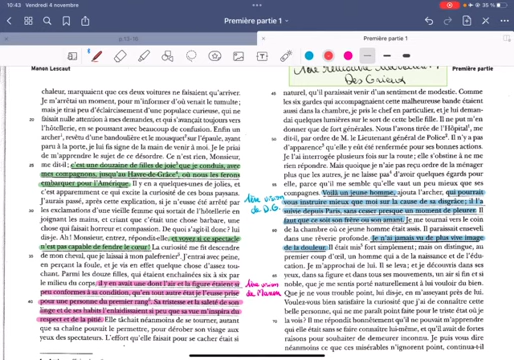 10:43 Vendredi 4 novembre
35 %
Première partie 1
p.15-16
Première partie 1
Manon Lescaut
Première partie
Des Grieux
chaleur, marquaient que ces deux voitures ne faisaient qu'arriver.
Je m'arrêtai un moment, pour m'informer d'où venait le tumulte;
mais je tirai peu d'éclaircissement d'une populace curieuse, qui ne
faisait nulle attention à mes demandes, et qui s'avançait toujours vers
l'hôtellerie, en se poussant avec beaucoup de confusion. Enfin un
archer, revêtu d'une bandoulière et le mousquet sur l'épaule, ayant
paru à la porte, je lui fis signe de la main de venir à moi. Je le priai
de m'apprendre le sujet de ce désordre. Ce n'est rien, Monsieur,
me dit-il; c'est une douzaine de filles de joie que je conduis, avec
mes compagnons, jusqu'au Havre-de-Grâce, où nous les ferons
embarquer pour l'Amérique. Il y en a quelques-unes de jolies, et
c'est apparemment ce qui excite la curiosité de ces bons paysans.
J'aurais passé, après cette explication, si je n'eusse été arrêté par
les exclamations d'une vieille femme qui sortait de l'hôtellerie en
joignant les mains, et criant que c'était une chose barbare, une
chose qui faisait horreur et compassion. De quoi s'agit-il donc? lui
dis-je. Ah! Monsieur, entrez, répondit-elle, et voyez si ce spectacle
n'est pas capable de fendre le cœur! La curiosité me fit descendre
de mon cheval, que je laissai à mon palefrenier. J'entrai avec peine,
en perçant la foule, et je vis en effet quelque chose d'assez tou-
chant. Parmi les douze filles, qui étaient enchaînées six à six par
le milieu du corps, il y en avait une dont l'air et la figure étaient si
peu conformes à sa condition, qu'en tout autre état je l'eusse prise
pour une personne du premier rang. Sa tristesse et la saleté de son
linge et de ses habits l'enlaidissaient si peu que sa vue m'inspira du
respect et de la pitié. Elle tâchait néanmoins de se tourner, autant
que sa chaîne pouvait le permettre, pour dérober son visage aux
yeux des spectateurs. L'effort qu'elle faisait pour se cacher était si
1ère vision
de D.G.
1ère vision
de Manon
naturel, qu'il paraissait venir d'un sentiment de modestie. Comme
les six gardes qui accompagnaient cette malheureuse bande étaient
aussi dans la chambre, je pris le chef en particulier, et je lui deman-
dai quelques lumières sur le sort de cette belle fille. Il ne put m'en
donner que de fort générales. Nous l'avons tirée de l'Hôpital, me
dit-il, par ordre de M. le Lieutenant général de Police. Il n'y a pas
d'apparence qu'elle y eût été renfermée pour ses bonnes actions.
Je l'ai interrogée plusieurs fois sur la route; elle s'obstine à ne me
rien répondre. Mais quoique je n'aie pas reçu ordre de la ménager
plus que les autres, je ne laisse pas d'avoir quelques égards pour
elle, parce qu'il me semble qu'elle vaut un peu mieux que ses
compagnes. Voilà un jeune homme, ajouta l'archer, qui pourrait
vous instruire mieux que moi sur la cause de sa disgrâce; il l'a
suivie depuis Paris, sans cesser presque un moment de pleurer. Il
faut que ce soit son frère ou son amant. Je me tournai vers le coin
de la chambre où ce jeune homme était assis. Il paraissait enseveli
dans une rêverie profonde. Je n'ai jamais vu de plus vive image
de la douleur. Il était mis fort simplement; mais on distingue, au
premier coup d'œil, un homme qui a de la naissance et de l'édu-
cation. Je m'approchai de lui. Il se leva; et je découvris dans ses
yeux, dans sa figure et dans tous ses mouvements, un air si fin et si
noble, que je me sentis porté naturellement à lui vouloir du bien.
Que je ne vous trouble point, lui dis-je, en m'asseyant près de lui.
Voulez-vous bien satisfaire la curiosité que j'ai de connaître cette
belle personne, qui ne me paraît point faite pour le triste état où je
la vois? Il me répondit honnêtement qu'il ne pouvait m'apprendre
qui elle était sans se faire connaître lui-même, et qu'il avait de fortes
raisons pour souhaiter de demeurer inconnu. Je puis vous dire
néanmoins ce que ces misérables n'ignorent point, continua-t-il